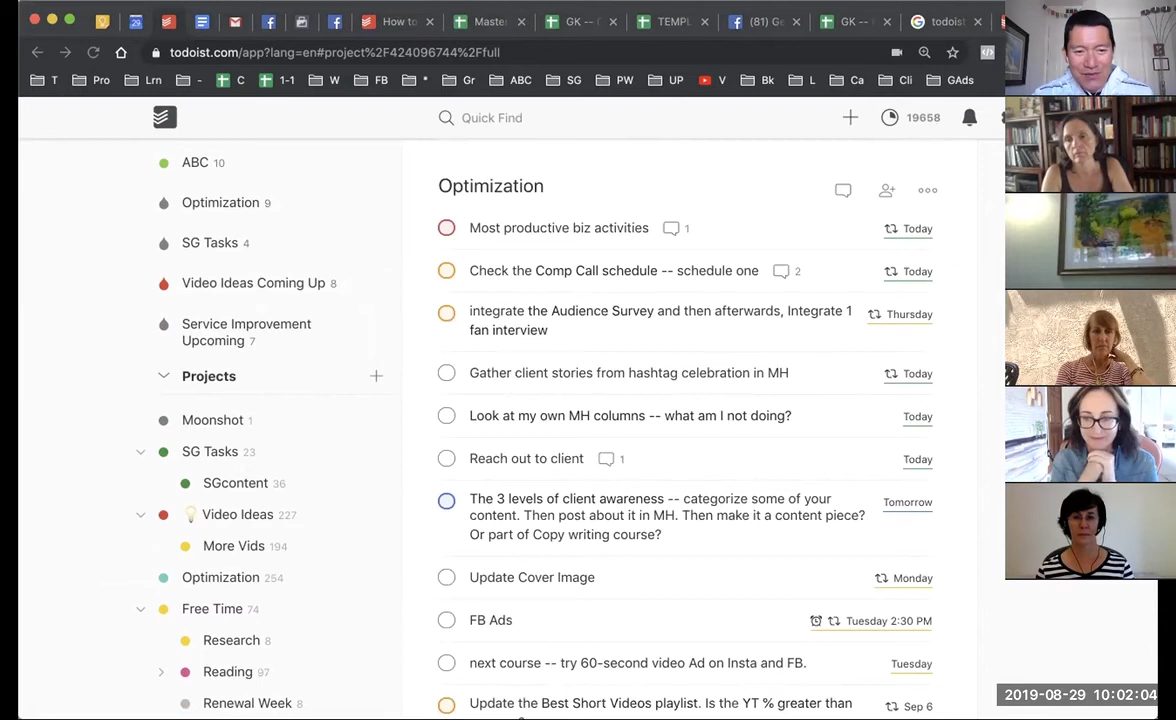 How to
Master
GK --
TEMPL
(81) Ge
GK --
todoist
todoist.com/app?lang=en#project%2F424096744%2Ffull
T Pro Lrn - C 1-1 W FB * Gr ABC SG PW UP V Bk L Ca Cli GAds
Quick Find
19658
ABC 10
Optimization 9
SG Tasks 4
Video Ideas Coming Up 8
Service Improvement
Upcoming 7
Projects
Moonshot 1
SG Tasks 23
SGcontent 36
Video Ideas 227
More Vids 194
Optimization 254
Free Time 74
Research 8
Reading 97
Renewal Week 8
Optimization
Most productive biz activities 1 Today
Check the Comp Call schedule -- schedule one 2 Today
integrate the Audience Survey and then afterwards, Integrate 1 Thursday
fan interview
Gather client stories from hashtag celebration in MH Today
Look at my own MH columns -- what am I not doing? Today
Reach out to client 1 Today
The 3 levels of client awareness -- categorize some of your Tomorrow
content. Then post about it in MH. Then make it a content piece?
Or part of Copy writing course?
Update Cover Image Monday
FB Ads Tuesday 2:30 PM
next course -- try 60-second video Ad on Insta and FB. Tuesday
Update the Best Short Videos playlist. Is the YT % greater than Sep 6
2019-08-29 10:02:04